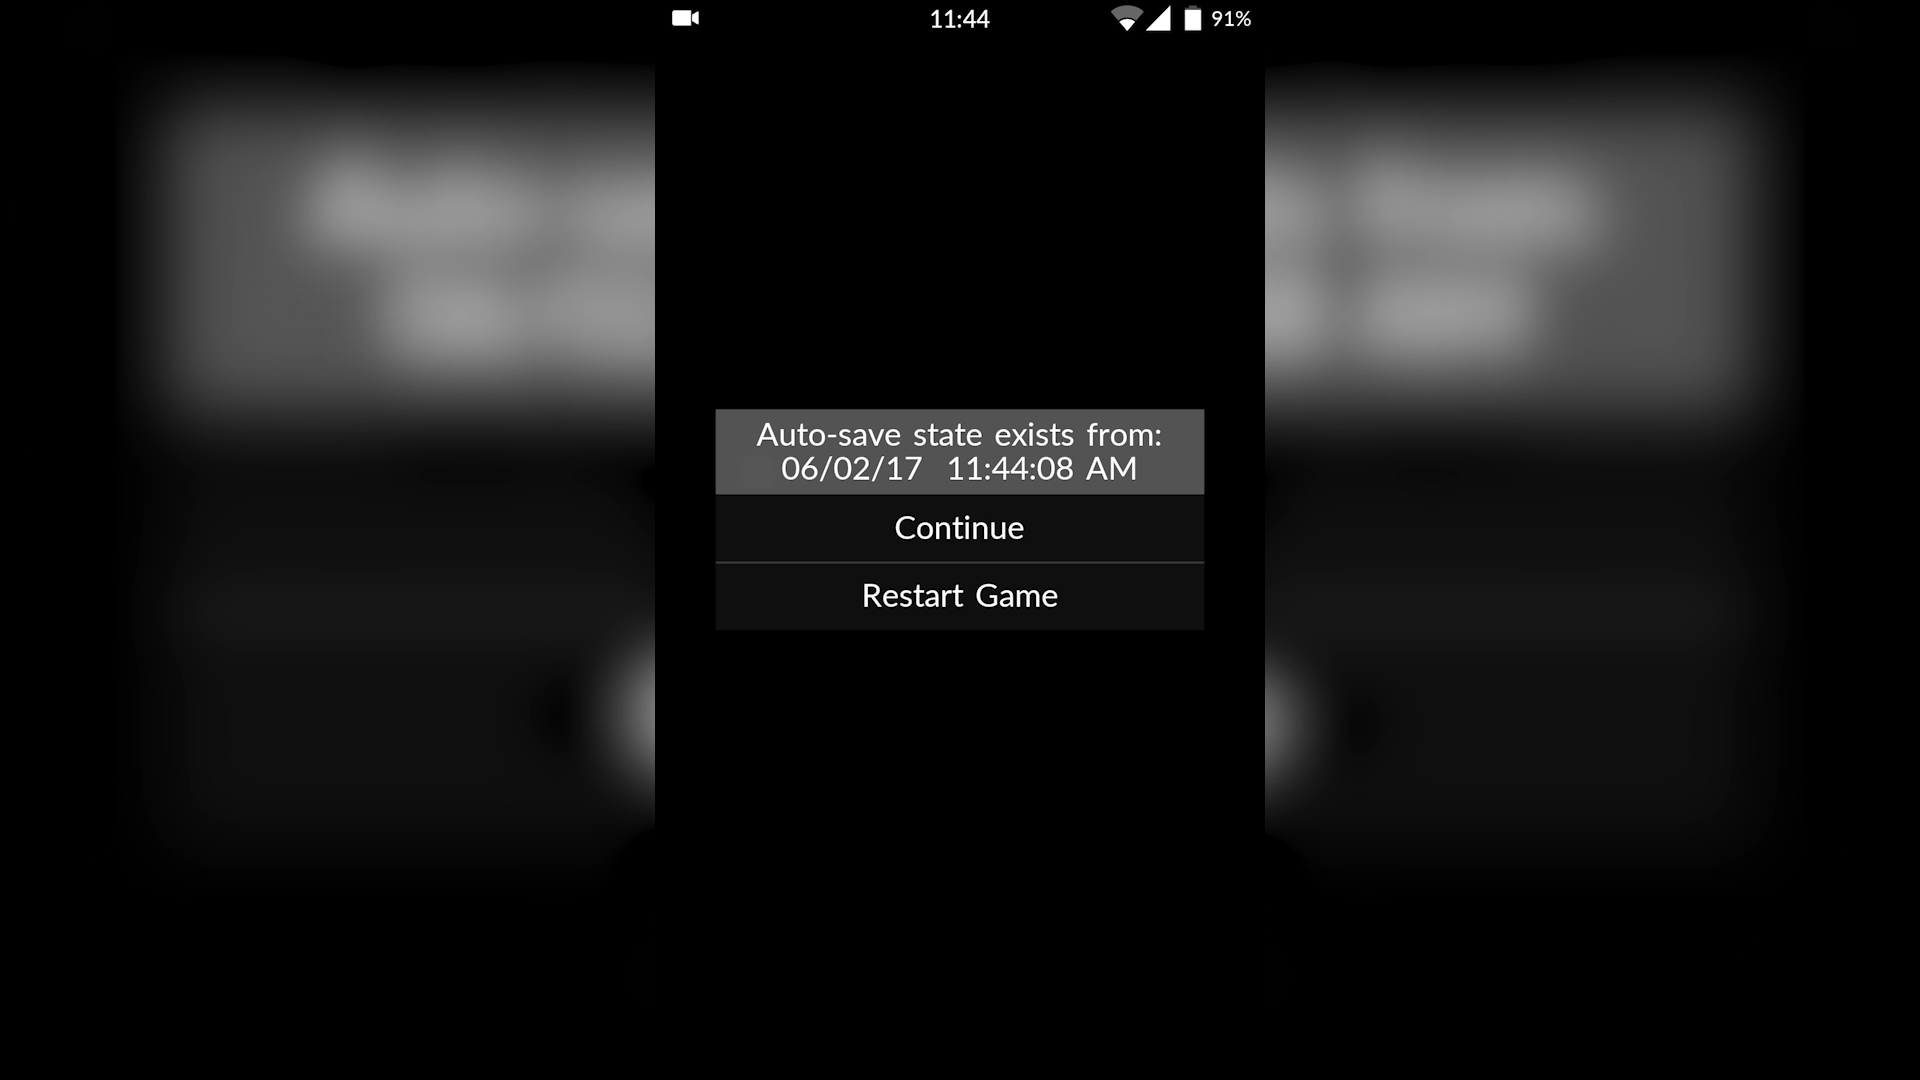 11:44
91%
Auto-save state exists from:
06/02/17 11:44:08 AM
Continue
Restart Game